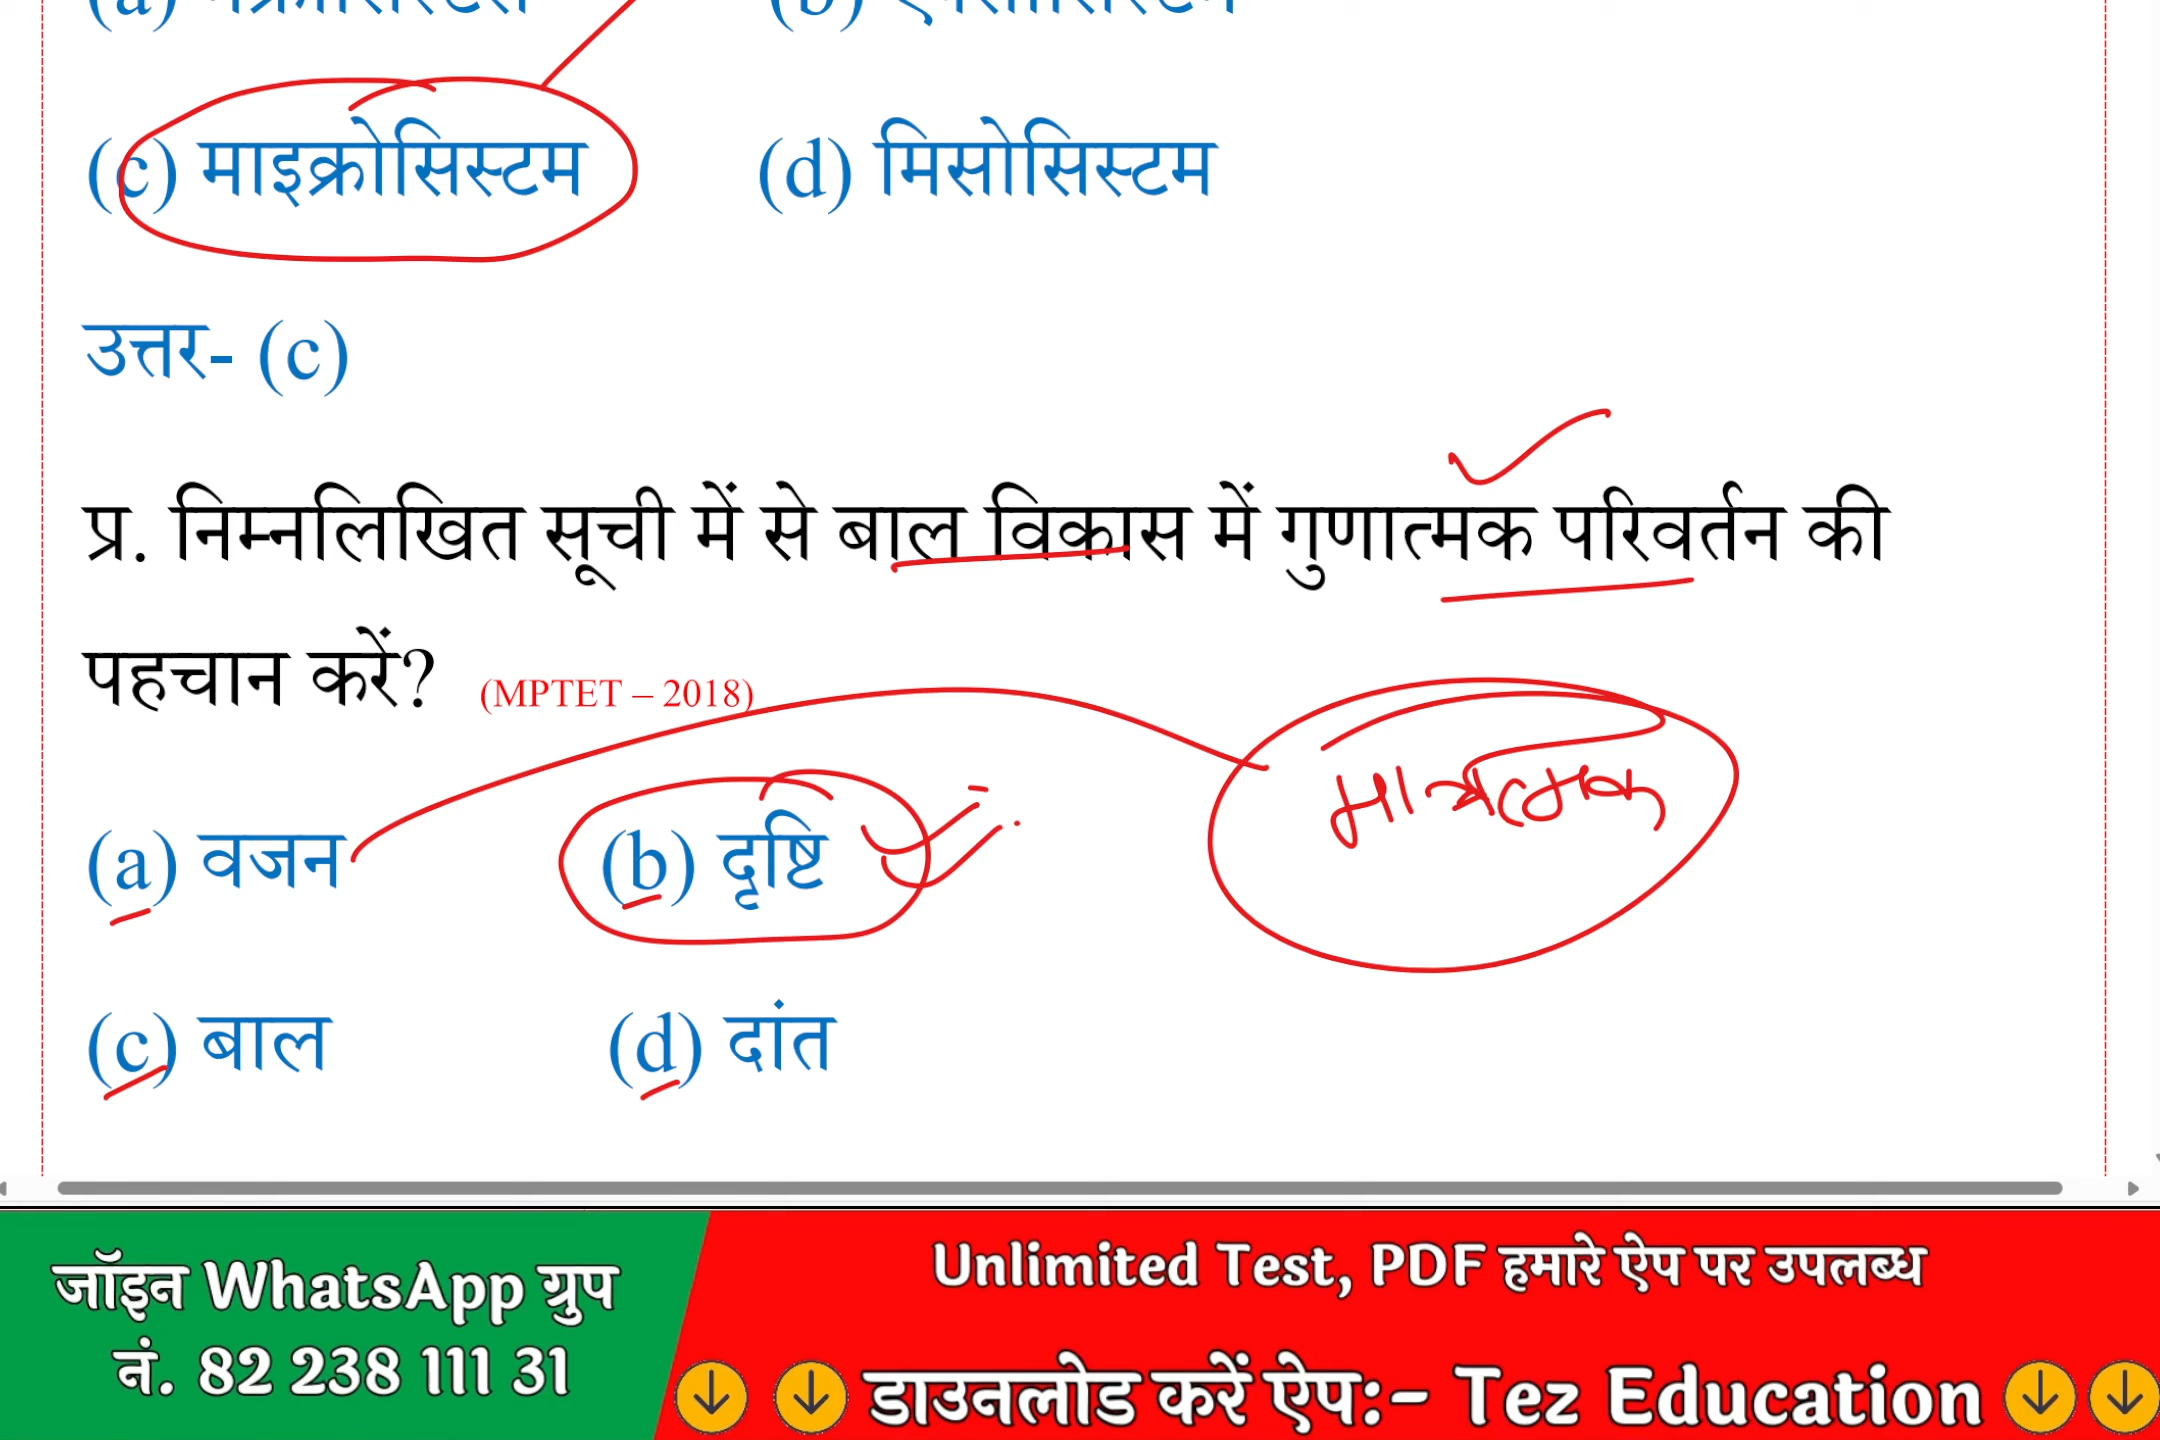 (c) माइक्रोसिस्टम (d) मिसोसिस्टम
उत्तर- (c)
प्र. निम्नलिखित सूची में से बाल विकास में गुणात्मक परिवर्तन की
पहचान करें? (MPTET – 2018)
मात्रात्मक
(a) वजन (b) दृष्टि
(c) बाल (d) दांत
जॉइन WhatsApp ग्रुप
नं. 82 238 111 31
Unlimited Test, PDF हमारे ऐप पर उपलब्ध
डाउनलोड करें ऐप:- Tez Education